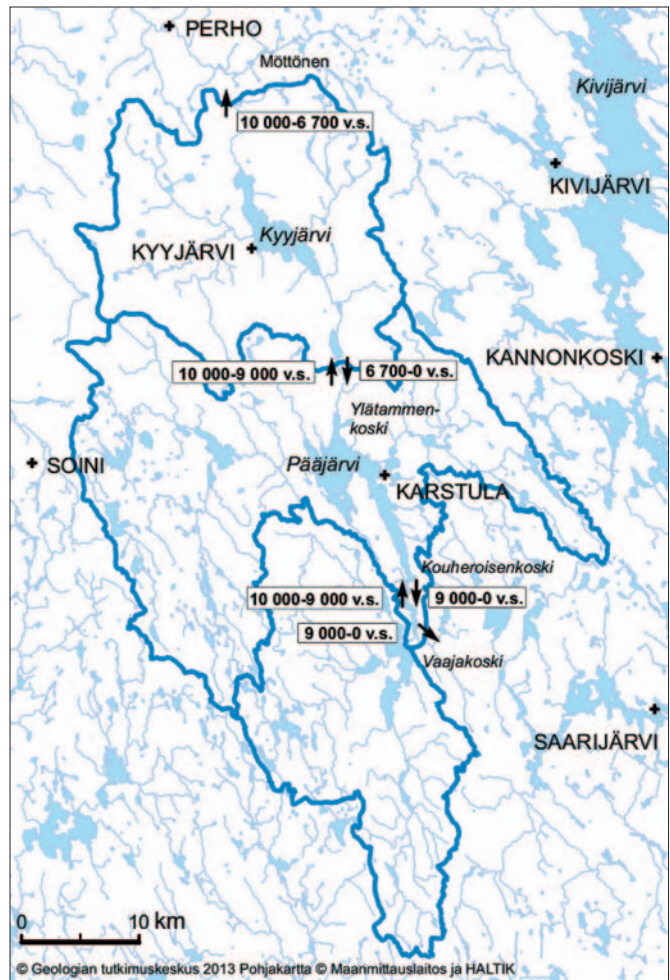 PERHO
Möttönen
Kivijärvi
10 000-6 700 v.s.
KIVIJÄRVI
KYYJÄRVI
Kyyjärvi
KANNONKOSKI
10 000-9 000 v.s.
6 700-0 v.s.
Ylätammen-
koski
SOINI
Pääjärvi
KARSTULA
Kouheroisenkoski
10 000-9 000 v.s.
9 000-0 v.s.
9 000-0 v.s.
Vaajakoski
SAARIJÄRVI
0
10 km
© Geologian tutkimuskeskus 2013 Pohjakartta © Maanmittauslaitos ja HALTIK